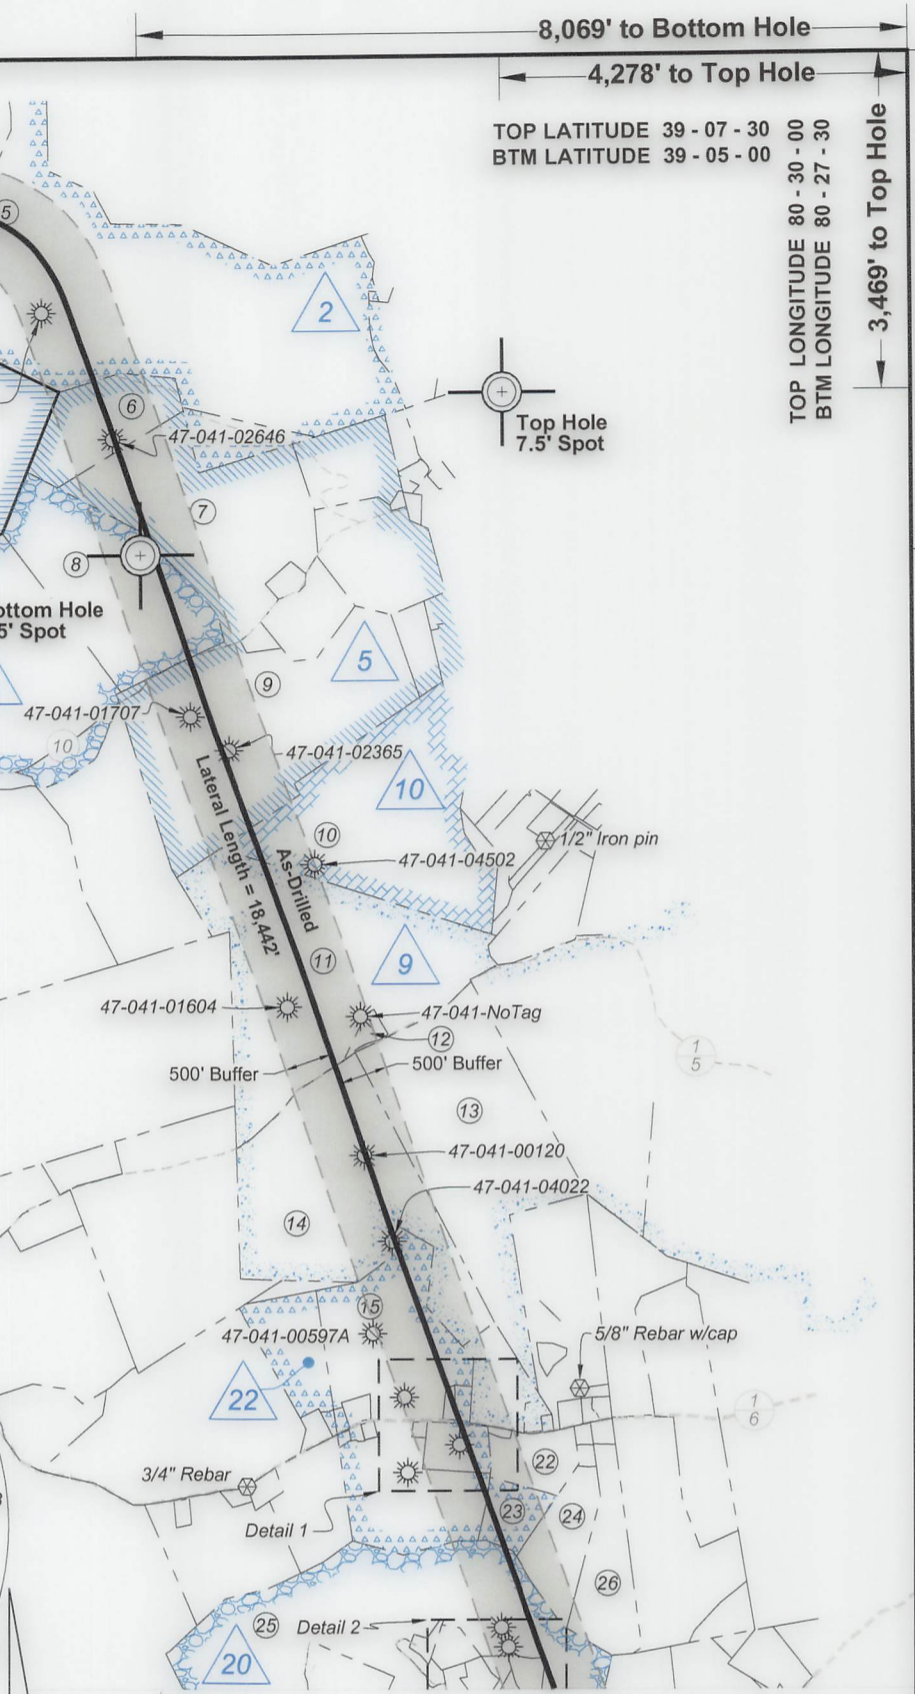 8,069' to Bottom Hole
4,278' to Top Hole
TOP LATITUDE 39 - 07 - 30
BTM LATITUDE 39 - 05 - 00
TOP LONGITUDE 80 - 30 - 00
BTM LONGITUDE 80 - 27 - 30
3,469' to Top Hole
5
2
6
47-041-02646
Top Hole
7.5' Spot
7
8
ottom Hole
5' Spot
5
9
47-041-01707
10
47-041-02365
10
Lateral Length = 18,442'
As-Drilled
10
1/2" Iron pin
47-041-04502
9
11
47-041-01604
47-041-NoTag
12
1
5
500' Buffer
500' Buffer
13
47-041-00120
47-041-04022
14
15
47-041-00597A
5/8" Rebar w/cap
22
1
6
22
3/4" Rebar
23
24
Detail 1
26
25
Detail 2
20